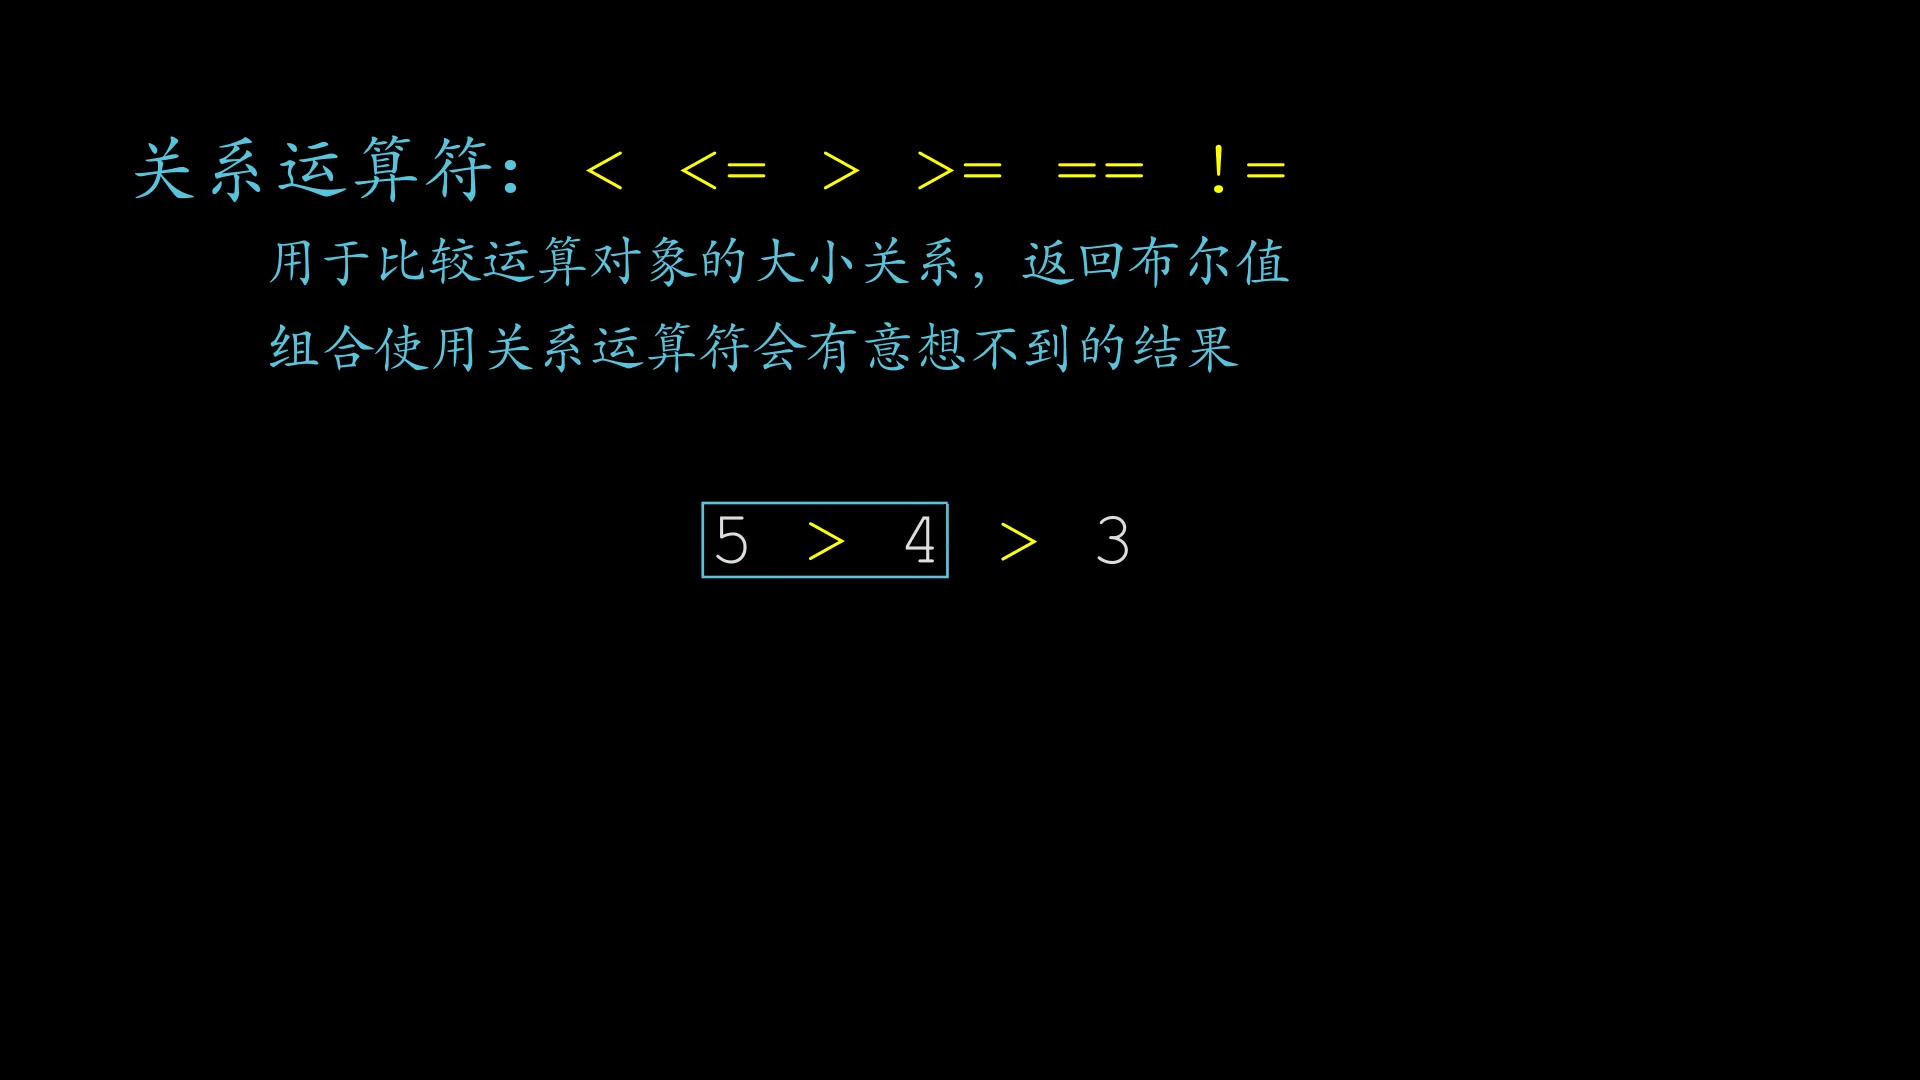 关系运算符: < <= > >= == !=
用于比较运算对象的大小关系，返回布尔值
组合使用关系运算符会有意想不到的结果
5 > 4 > 3